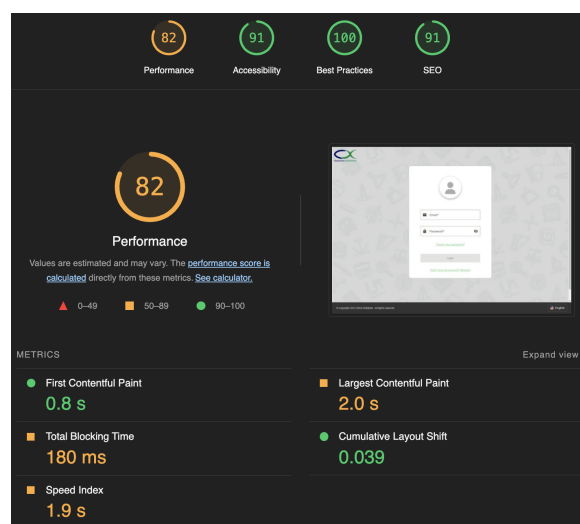 82
91
100
91
Performance
Accessibility
Best Practices
SEO
82
Performance
Values are estimated and may vary. The performance score is
calculated directly from these metrics. See calculator.
0–49
50–89
90–100
Email*
Password*
English
METRICS
Expand view
First Contentful Paint
0.8 s
Largest Contentful Paint
2.0 s
Total Blocking Time
180 ms
Cumulative Layout Shift
0.039
Speed Index
1.9 s